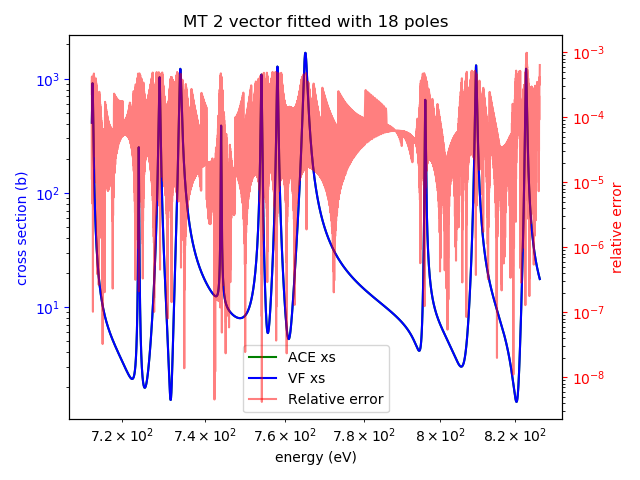 MT 2 vector fitted with 18 poles
cross section (b)
10³
10²
10¹
relative error
10⁻³
10⁻⁴
10⁻⁵
10⁻⁶
10⁻⁷
10⁻⁸
ACE xs
VF xs
Relative error
7.2 × 10² 7.4 × 10² 7.6 × 10² 7.8 × 10² 8 × 10² 8.2 × 10²
energy (eV)